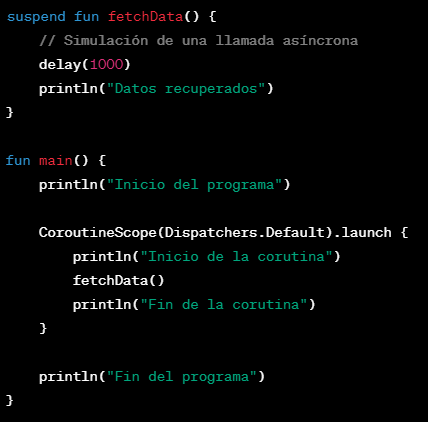 suspend fun fetchData() {
    // Simulación de una llamada asíncrona
    delay(1000)
    println("Datos recuperados")
}

fun main() {
    println("Inicio del programa")

    CoroutineScope(Dispatchers.Default).launch {
        println("Inicio de la corutina")
        fetchData()
        println("Fin de la corutina")
    }

    println("Fin del programa")
}